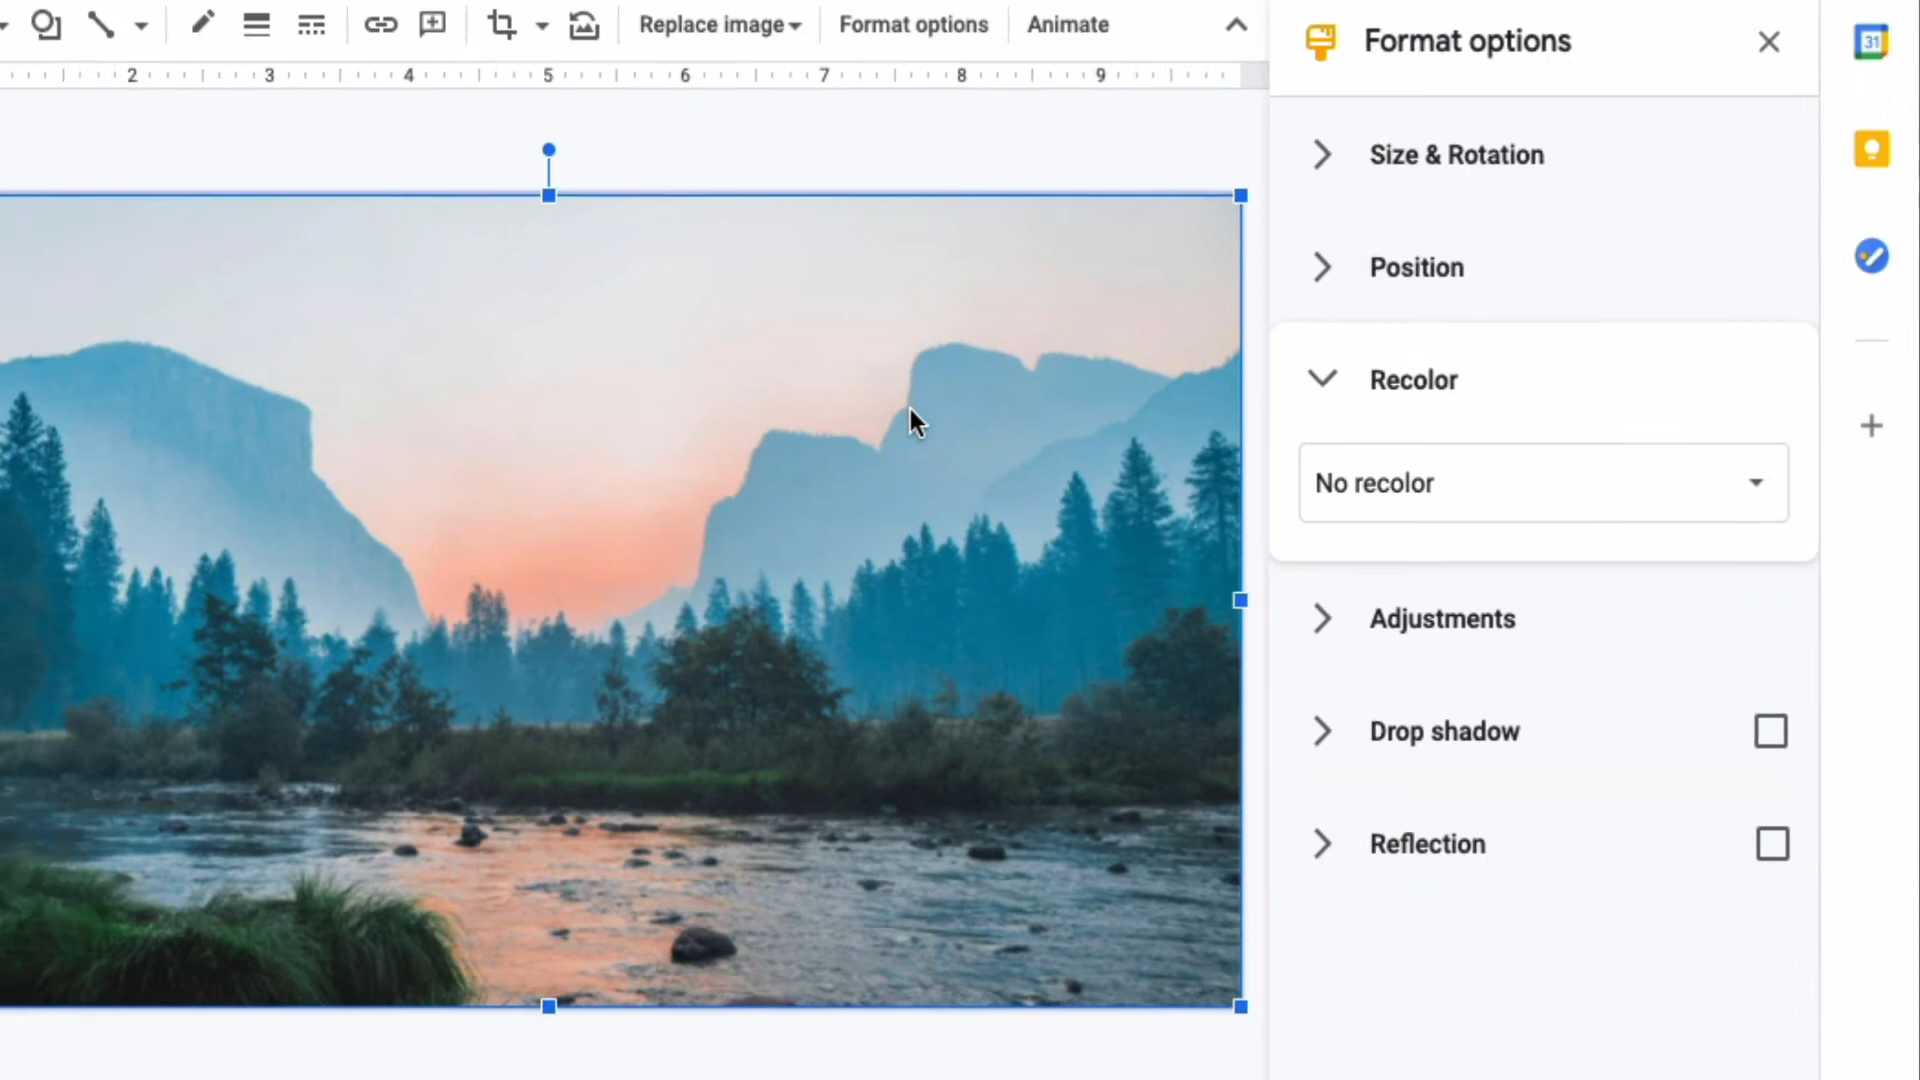 Replace image
Format options
Animate
2 3 4 5 6 7 8 9
Format options
31
Size & Rotation
Position
Recolor
No recolor
Adjustments
Drop shadow
Reflection